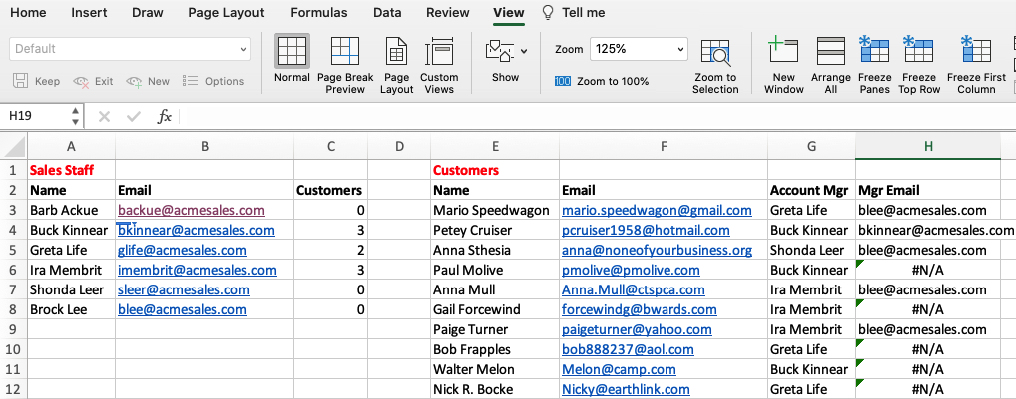 Home Insert Draw Page Layout Formulas Data Review View Tell me
Default
Keep Exit New Options
Normal Page Break Preview Page Layout Custom Views
Show
Zoom 125%
100 Zoom to 100%
Zoom to Selection
New Window Arrange All Freeze Panes Freeze Top Row Freeze First Column
H19 fx
A B C D E F G H
1 Sales Staff Customers
2 Name Email Customers Name Email Account Mgr Mgr Email
3 Barb Ackue backue@acmesales.com 0 Mario Speedwagon mario.speedwagon@gmail.com Greta Life blee@acmesales.com
4 Buck Kinnear bkinnear@acmesales.com 3 Petey Cruiser pcruiser1958@hotmail.com Buck Kinnear bkinnear@acmesales.com
5 Greta Life glife@acmesales.com 2 Anna Sthesia anna@noneofyourbusiness.org Shonda Leer blee@acmesales.com
6 Ira Membrit imembrit@acmesales.com 3 Paul Molive pmolive@pmolive.com Buck Kinnear #N/A
7 Shonda Leer sleer@acmesales.com 0 Anna Mull Anna.Mull@ctspca.com Ira Membrit blee@acmesales.com
8 Brock Lee blee@acmesales.com 0 Gail Forcewind forcewindg@bwards.com Ira Membrit #N/A
9 Paige Turner paigeturner@yahoo.com Ira Membrit blee@acmesales.com
10 Bob Frapples bob888237@aol.com Greta Life #N/A
11 Walter Melon Melon@camp.com Buck Kinnear #N/A
12 Nick R. Bocke Nicky@earthlink.com Greta Life #N/A